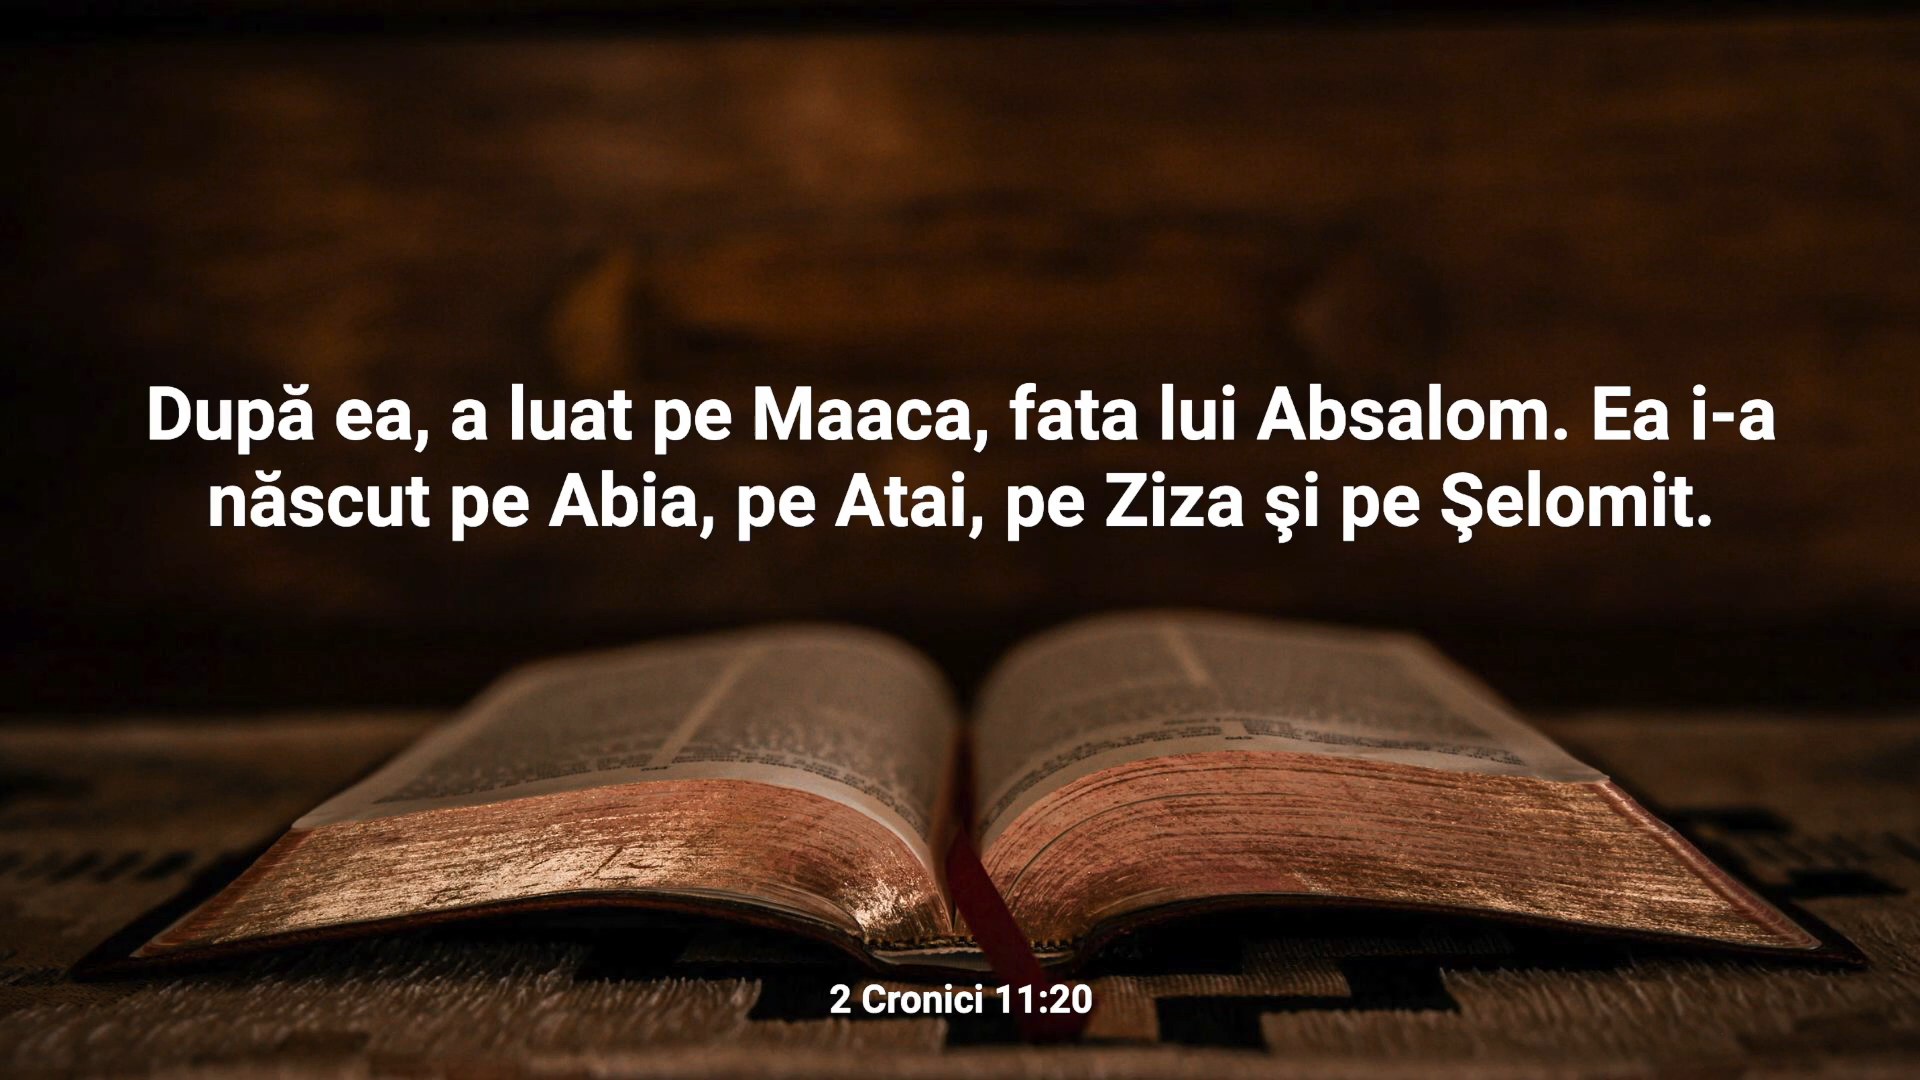 După ea, a luat pe Maaca, fata lui Absalom. Ea i-a
născut pe Abia, pe Atai, pe Ziza şi pe Şelomit.
2 Cronici 11:20